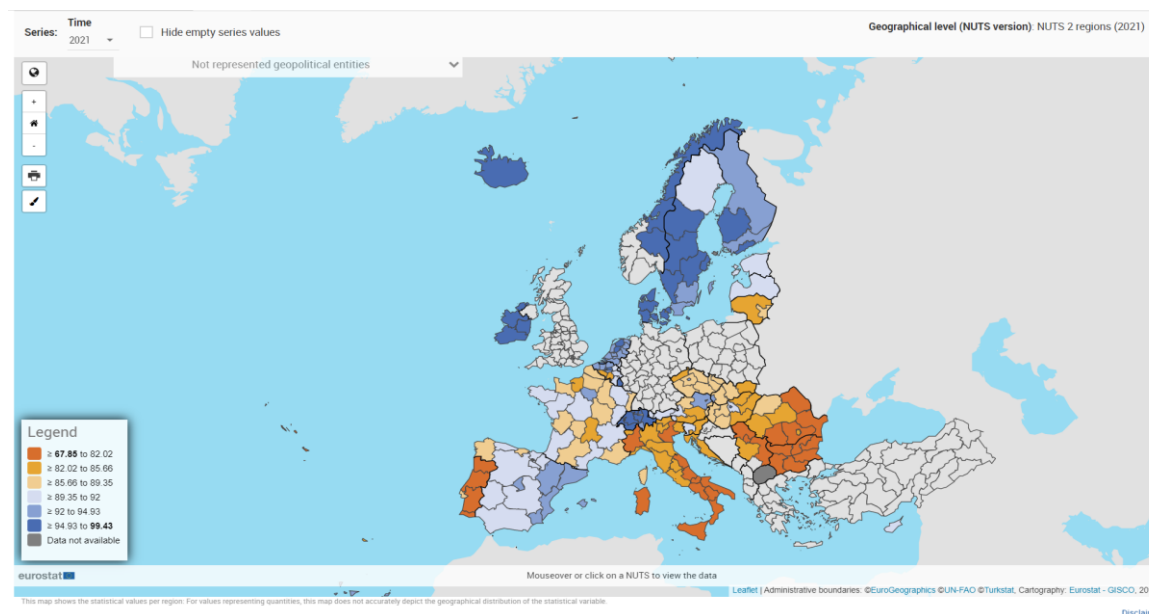 Series:
Time
2021
Hide empty series values
Geographical level (NUTS version): NUTS 2 regions (2021)
Not represented geopolitical entities
+
-
Legend
≥ 67.85 to 82.02
≥ 82.02 to 85.66
≥ 85.66 to 89.35
≥ 89.35 to 92
≥ 92 to 94.93
≥ 94.93 to 99.43
Data not available
eurostat
Mouseover or click on a NUTS to view the data
Leaflet | Administrative boundaries: ©EuroGeographics ©UN-FAO ©Turkstat, Cartography: Eurostat - GISCO, 20
This map shows the statistical values per region. For values representing quantities, this map does not accurately depict the geographical distribution of the statistical variable.
Disclai